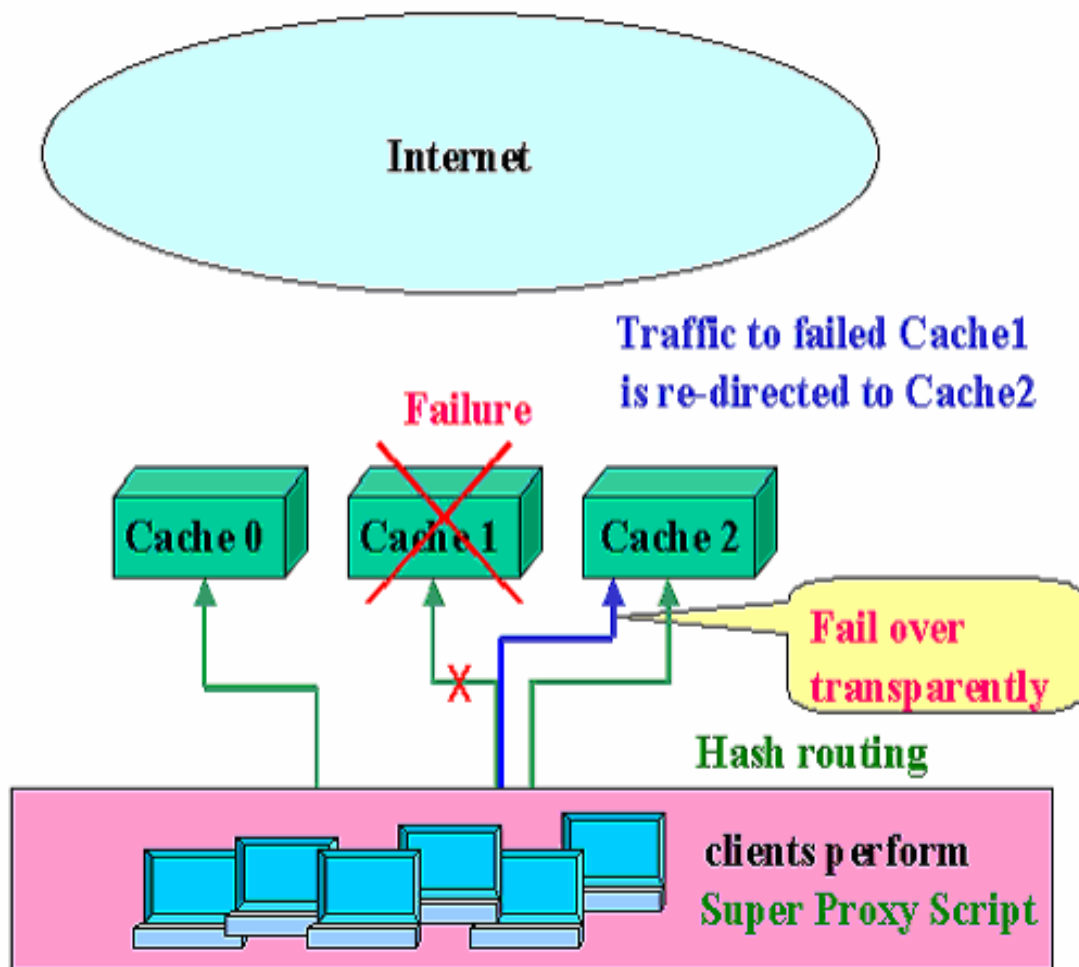 Internet
Traffic to failed Cache1
is re-directed to Cache2
Failure
Cache 0
Cache 1
Cache 2
Fail over
transparently
Hash routing
clients perform
Super Proxy Script